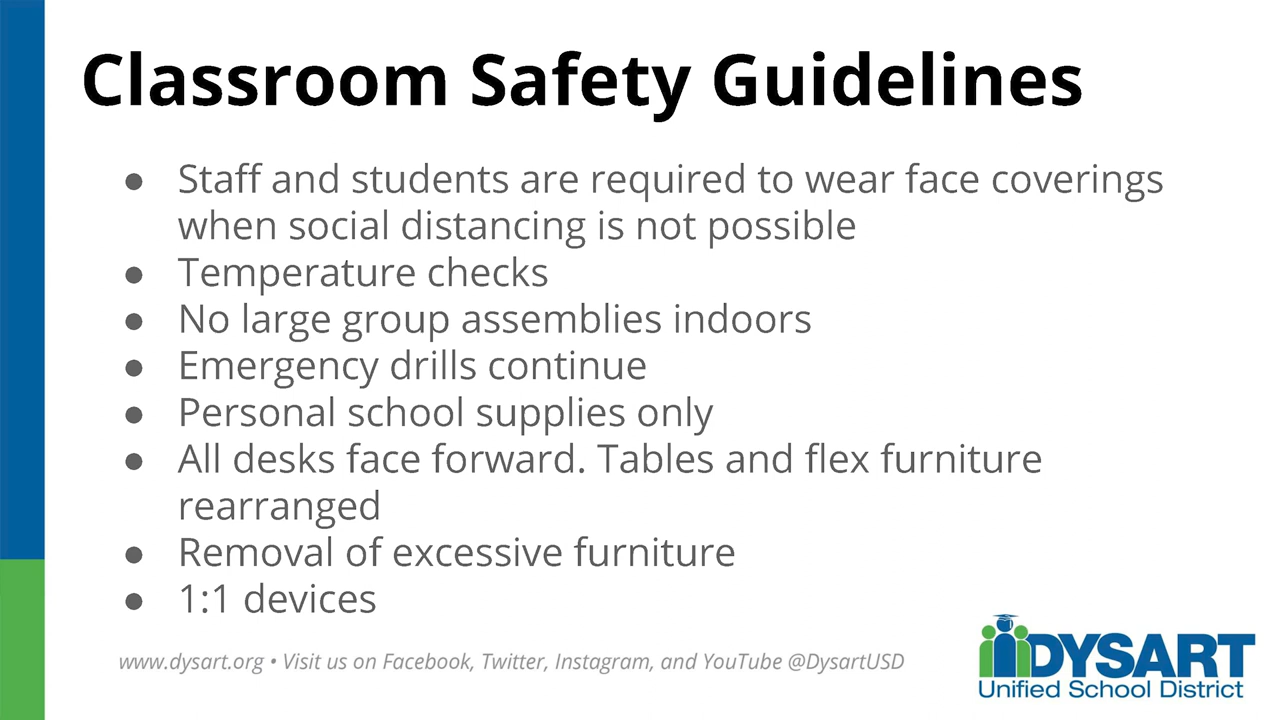 Classroom Safety Guidelines
● Staff and students are required to wear face coverings
when social distancing is not possible
● Temperature checks
● No large group assemblies indoors
● Emergency drills continue
● Personal school supplies only
● All desks face forward. Tables and flex furniture
rearranged
● Removal of excessive furniture
● 1:1 devices
www.dysart.org • Visit us on Facebook, Twitter, Instagram, and YouTube @DysartUSD
DYSART
Unified School District